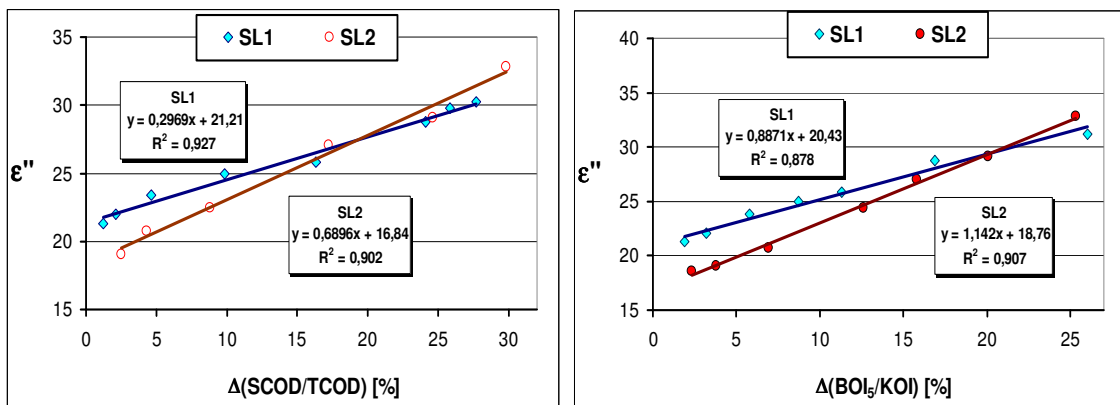 SL1 SL2
35
30
25
20
15
ε"
SL1
y = 0,2969x + 21,21
R² = 0,927
SL2
y = 0,6896x + 16,84
R² = 0,902
0 5 10 15 20 25 30
Δ(SCOD/TCOD) [%]
SL1 SL2
40
35
30
25
20
15
10
ε"
SL1
y = 0,8871x + 20,43
R² = 0,878
SL2
y = 1,142x + 18,76
R² = 0,907
0 5 10 15 20 25
Δ(BOI₅/KOI) [%]